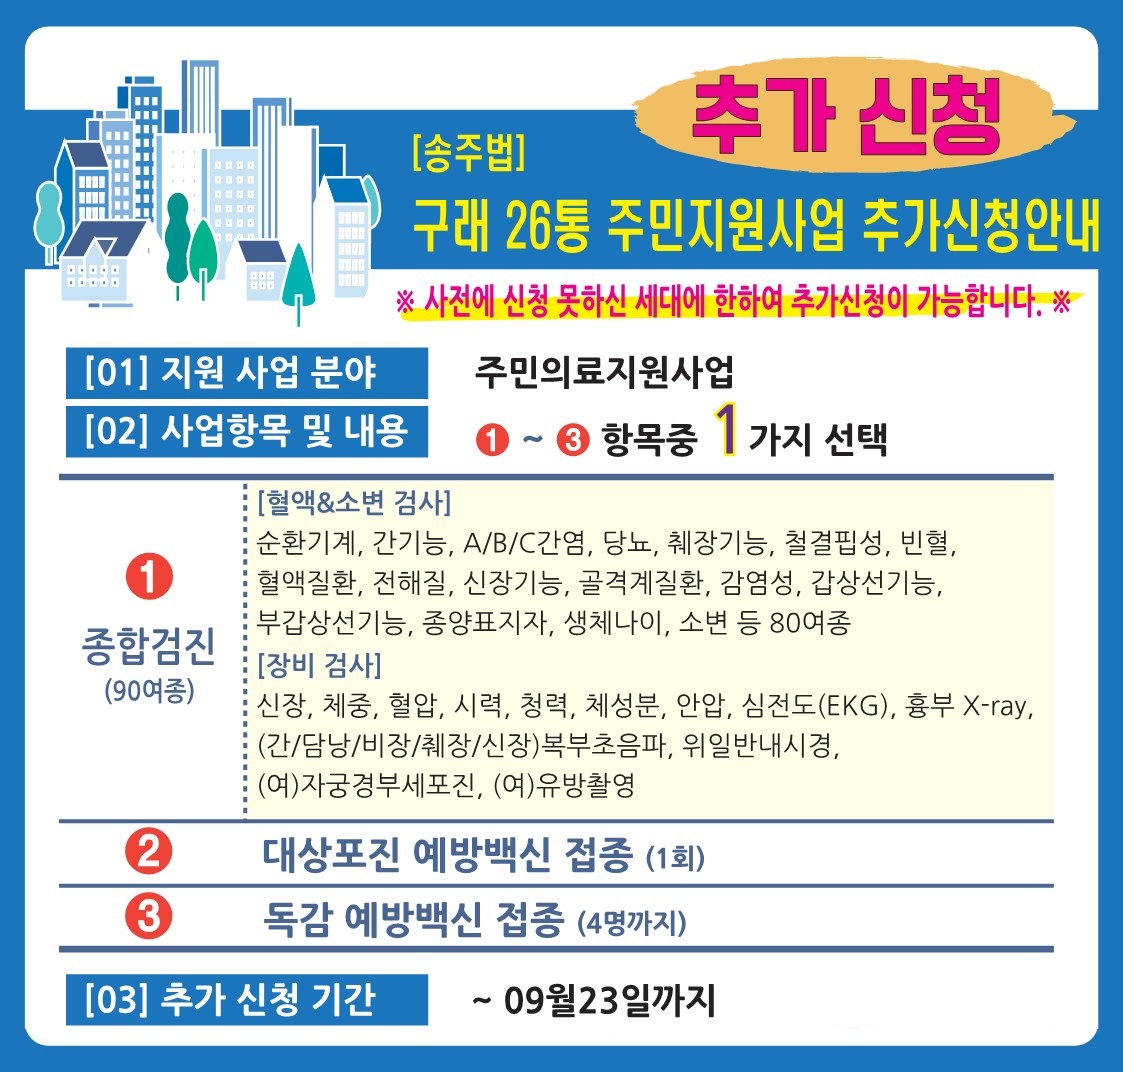 추가 신청
[송주법]
구래 26통 주민지원사업 추가신청안내
※ 사전에 신청 못하신 세대에 한하여 추가신청이 가능합니다. ※
[01] 지원 사업 분야 주민의료지원사업
[02] 사업항목 및 내용 ❶ ~ ❸ 항목중 1가지 선택
❶
종합검진
(90여종)
[혈액&소변 검사]
순환기계, 간기능, A/B/C간염, 당뇨, 췌장기능, 철결핍성, 빈혈,
혈액질환, 전해질, 신장기능, 골격계질환, 감염성, 갑상선기능,
부갑상선기능, 종양표지자, 생체나이, 소변 등 80여종
[장비 검사]
신장, 체중, 혈압, 시력, 청력, 체성분, 안압, 심전도(EKG), 흉부 X-ray,
(간/담낭/비장/췌장/신장)복부초음파, 위일반내시경,
(여)자궁경부세포진, (여)유방촬영
❷ 대상포진 예방백신 접종 (1회)
❸ 독감 예방백신 접종 (4명까지)
[03] 추가 신청 기간 ~ 09월23일까지